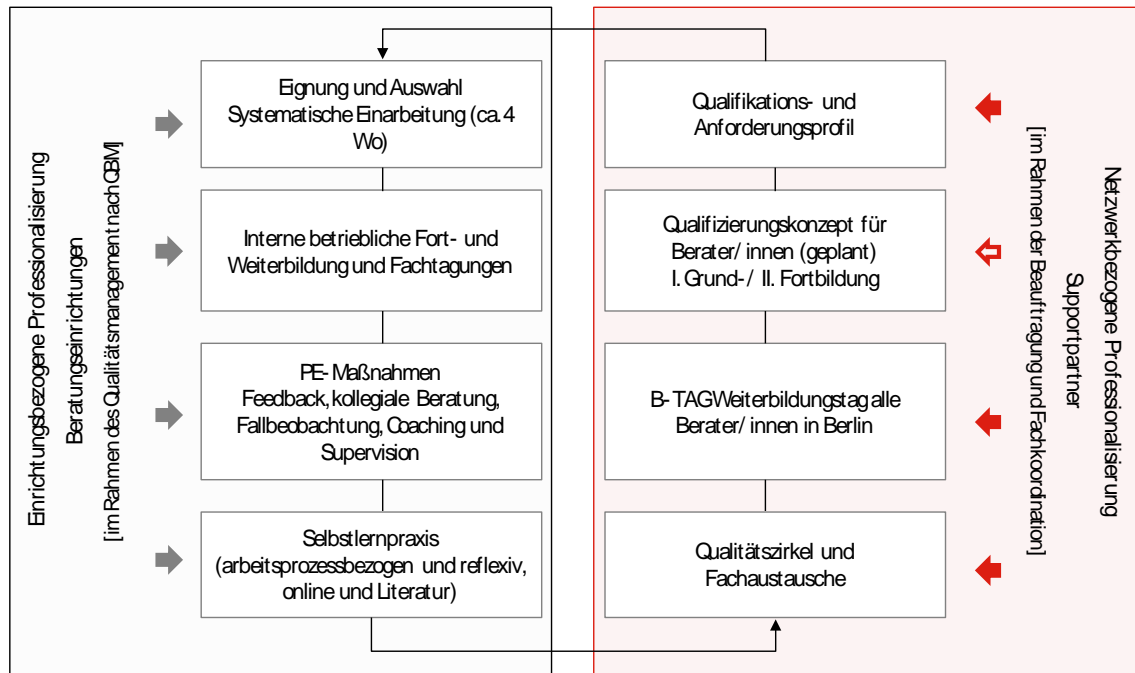 Einrichtungsbezogene Professionalisierung
Beratungseinrichtungen
[im Rahmen des Qualitätsmanagement nach QBM]
Eignung und Auswahl
Systematische Einarbeitung (ca. 4
Wo)
Interne betriebliche Fort- und
Weiterbildung und Fachtagungen
PE-Maßnahmen
Feedback, kollegiale Beratung,
Fallbeobachtung, Coaching und
Supervision
Selbstlernpraxis
(arbeitsprozessbezogen und reflexiv,
online und Literatur)
Qualifikations- und
Anforderungsprofil
Qualifizierungskonzept für
Berater/innen (geplant)
I. Grund-/ II. Fortbildung
B-TAG Weiterbildungstag alle
Berater/innen in Berlin
Qualitätszirkel und
Fachaustausche
Netzwerkbezogene Professionalisierung
Supportpartner
[im Rahmen der Beauftragung und Fachkoordination]